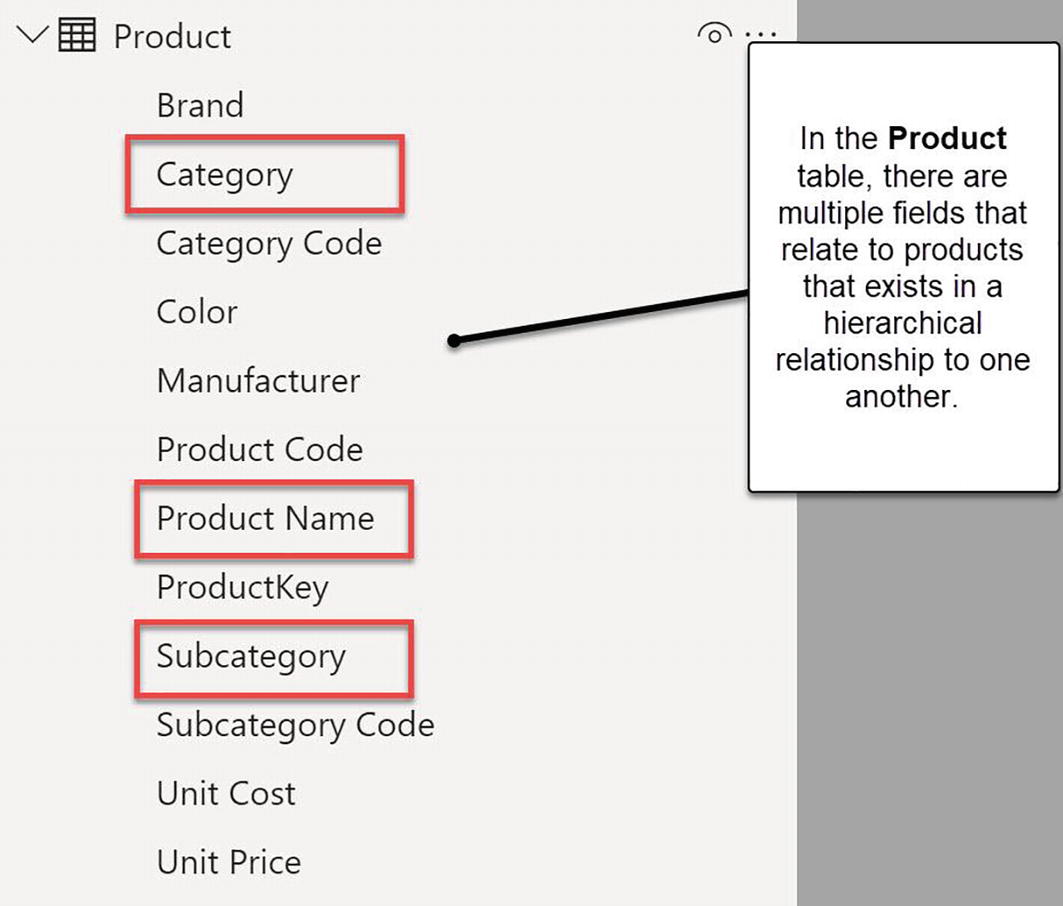 Product
Brand
Category
Category Code
Color
Manufacturer
Product Code
Product Name
ProductKey
Subcategory
Subcategory Code
Unit Cost
Unit Price
In the Product
table, there are
multiple fields that
relate to products
that exists in a
hierarchical
relationship to one
another.